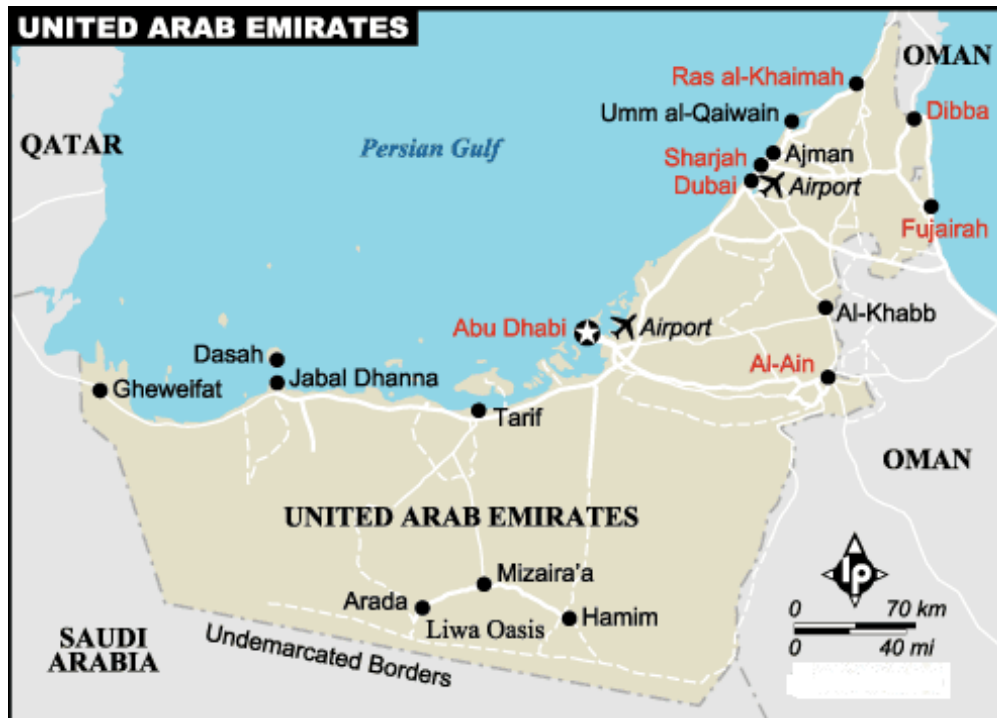 UNITED ARAB EMIRATES
OMAN
Ras al-Khaimah
Umm al-Qaiwain
Dibba
QATAR
Persian Gulf
Ajman
Sharjah
Dubai
Airport
Fujairah
Al-Khabb
Abu Dhabi
Airport
Dasah
Al-Ain
Jabal Dhanna
Gheweifat
Tarif
OMAN
UNITED ARAB EMIRATES
Mizaira'a
Arada
Hamim
Liwa Oasis
lp
0 70 km
0 40 mi
SAUDI
ARABIA
Undemarcated Borders